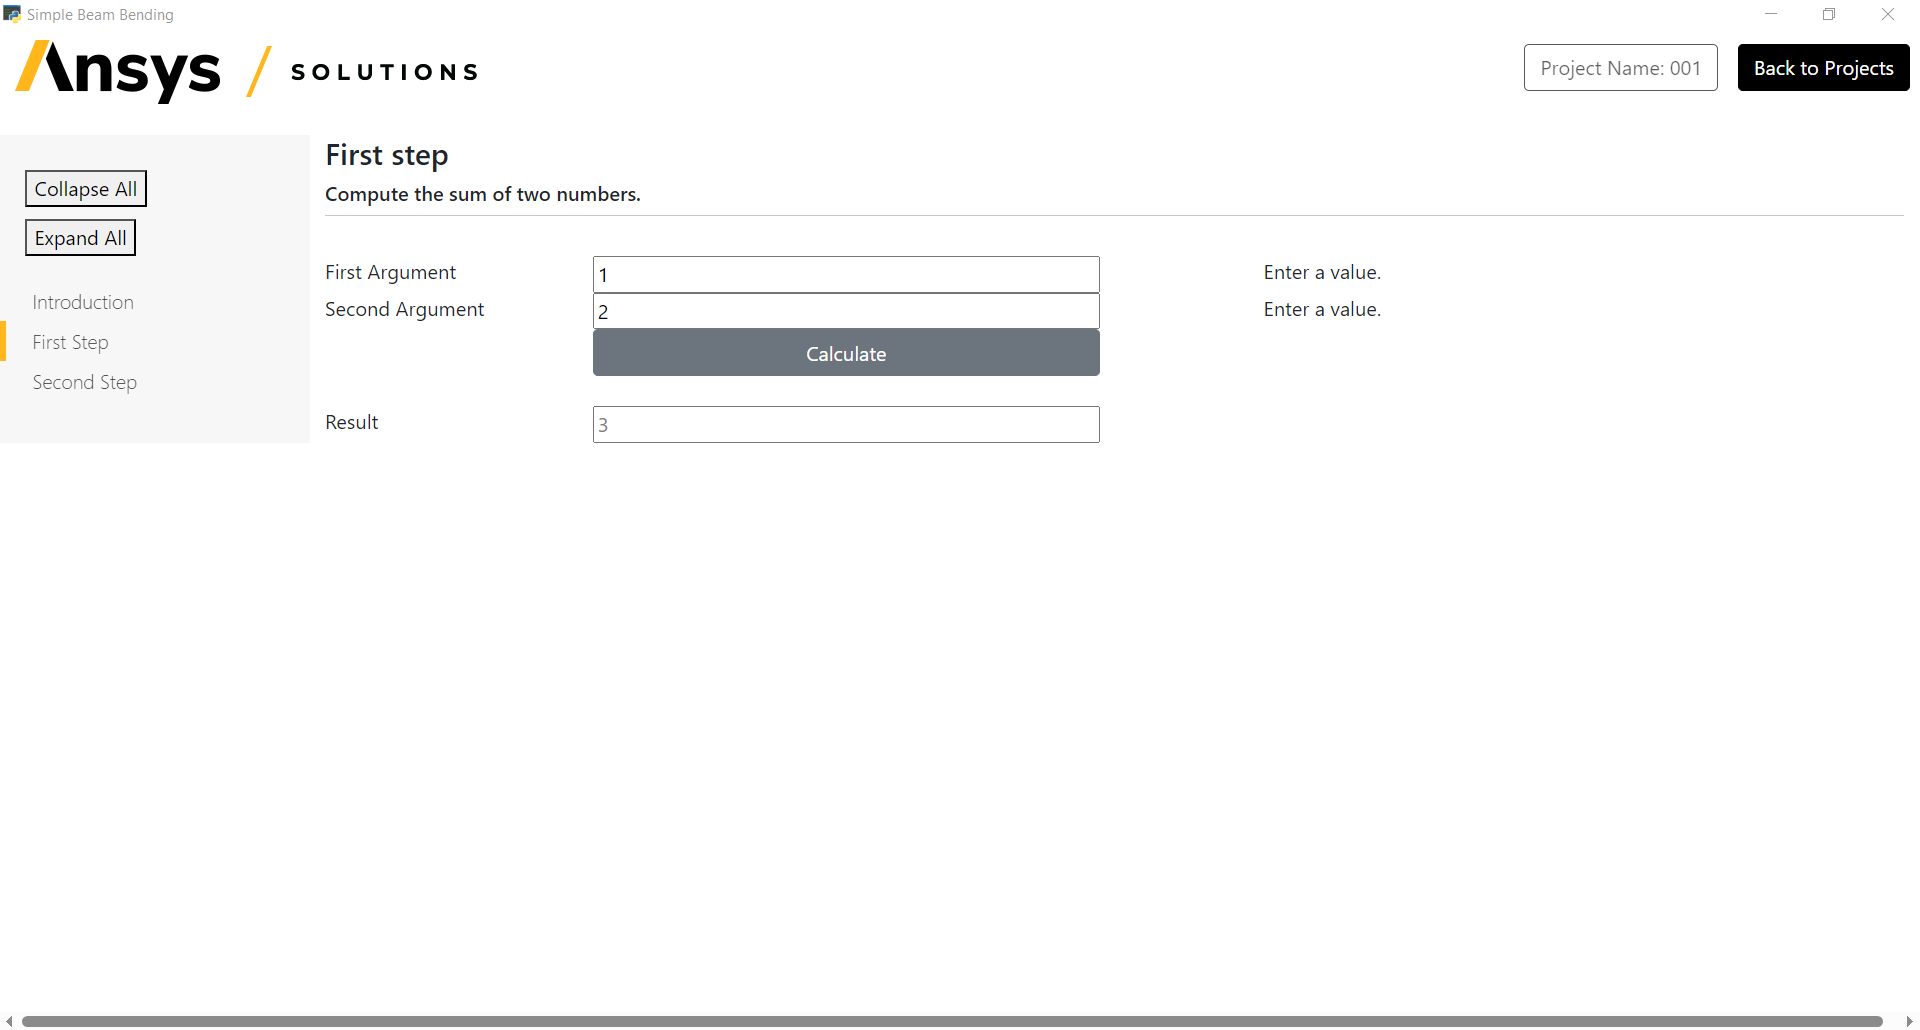 Simple Beam Bending
Ansys / SOLUTIONS
Project Name: 001
Back to Projects
Collapse All
Expand All
Introduction
First Step
Second Step
First step
Compute the sum of two numbers.
First Argument 1 Enter a value.
Second Argument 2 Enter a value.
Calculate
Result 3